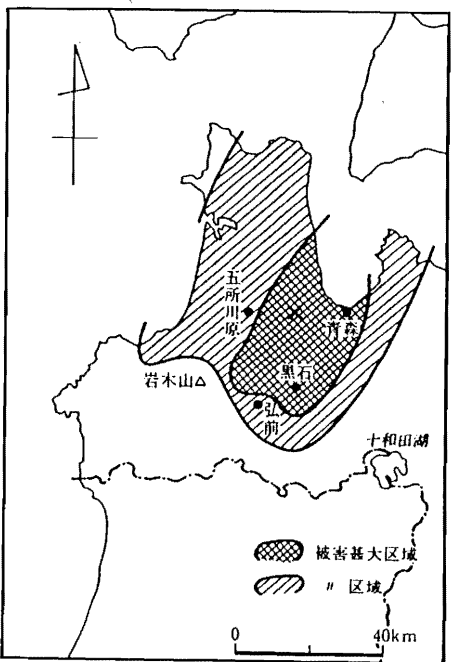 五所川原
青森
岩木山△
黒石
弘前
十和田湖
被害甚大区域
〃 区域
0 40km